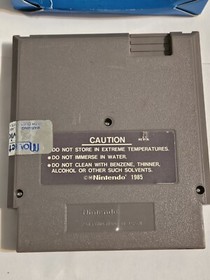 CAUTION
•DO NOT STORE IN EXTREME TEMPERATURES.
•DO NOT IMMERSE IN WATER.
•DO NOT CLEAN WITH BENZENE, THINNER,
ALCOHOL OR OTHER SUCH SOLVENTS.
©Nintendo 1985
Nintendo